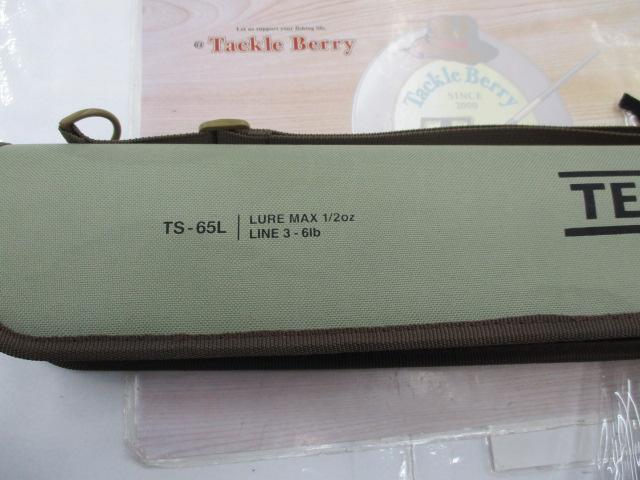 Let us support your fishing life.
@ Tackle Berry
Tackle Berry
SINCE
2000
TE
TS-65L
LURE MAX 1/2oz
LINE 3-6lb